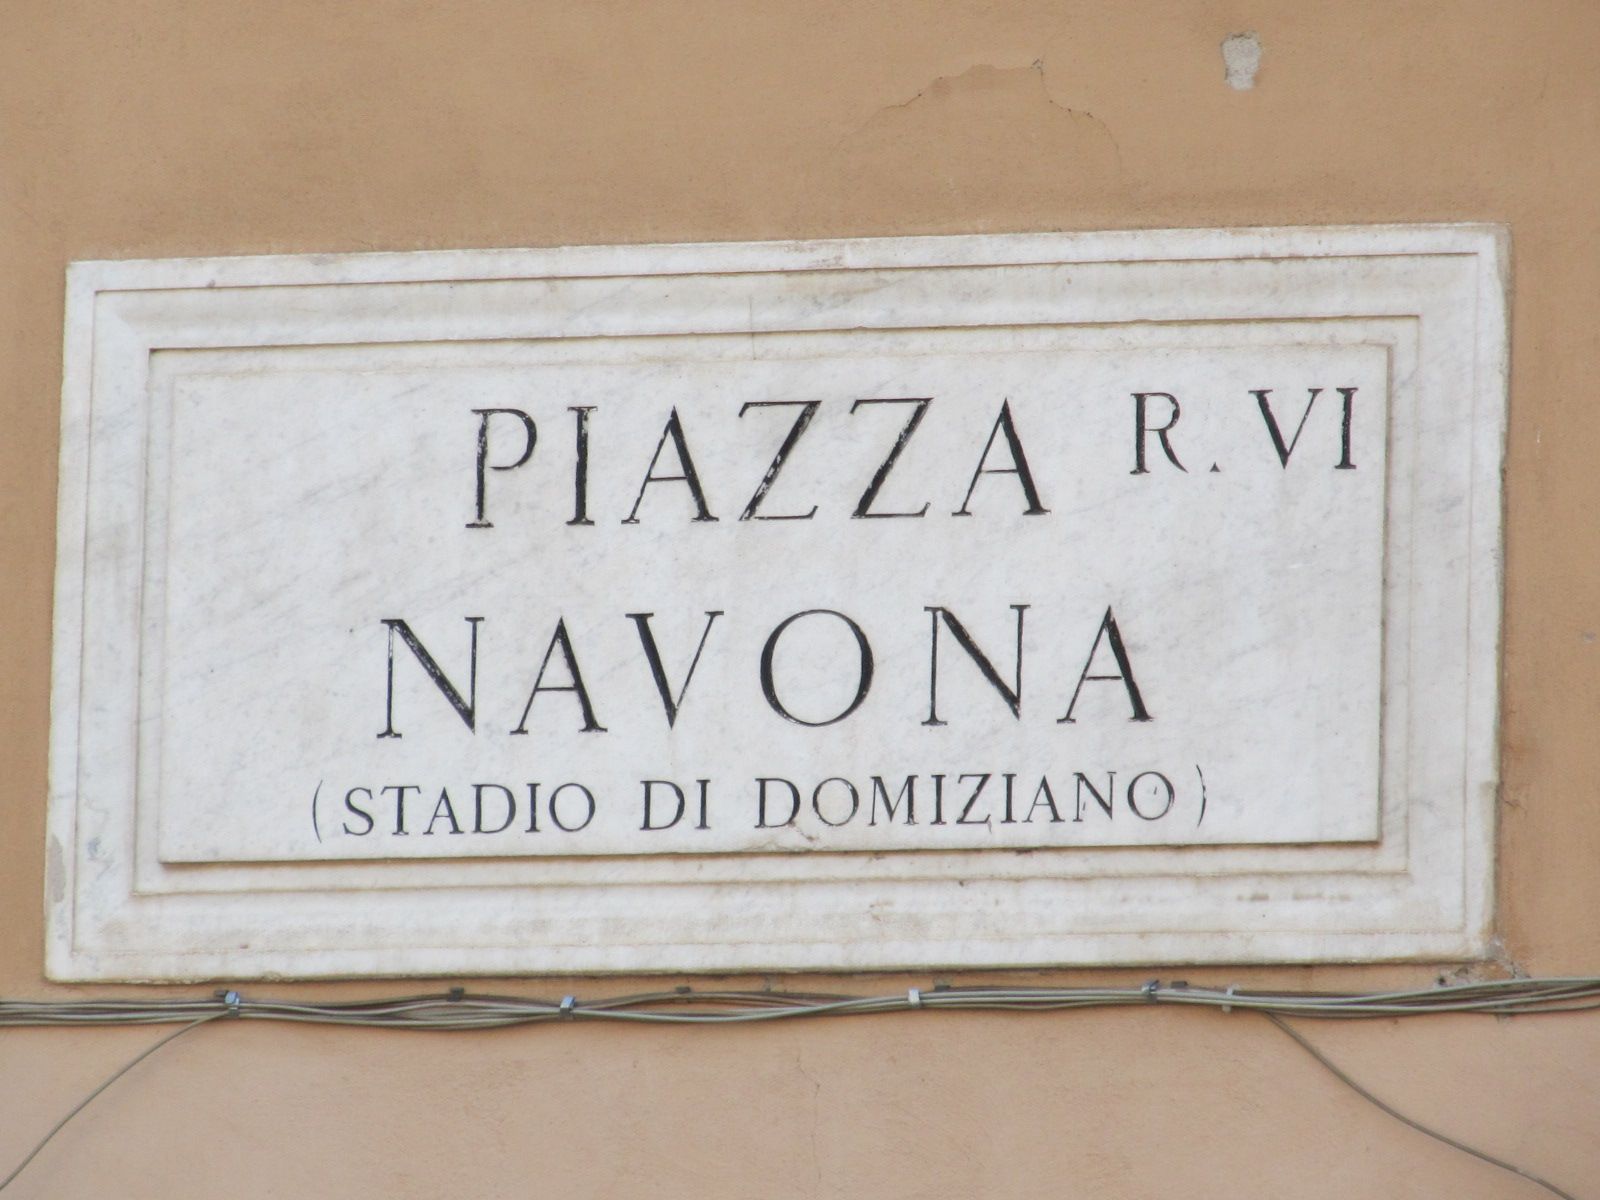 PIAZZA R. VI
NAVONA
(STADIO DI DOMIZIANO)